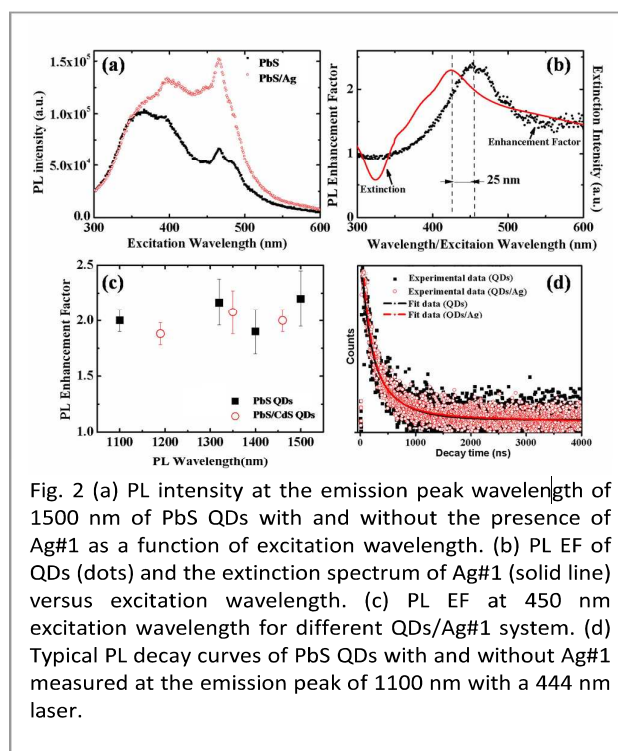 (a)
PbS
PbS/Ag
PL intensity (a.u.)
1.5x10⁵
1.0x10⁵
5.0x10⁴
0.0
300 400 500 600
Excitation Wavelength (nm)
(b)
PL Enhancement Factor
2
1
Extinction
Enhancement Factor
25 nm
Extinction Intensity (a.u.)
300 400 500 600
Wavelength/Excitaion Wavelength (nm)
(c)
PL Enhancement Factor
2.5
2.0
1.5
1.0
PbS QDs
PbS/CdS QDs
1100 1200 1300 1400 1500
PL Wavelength(nm)
(d)
Experimental data (QDs)
Experimental data (QDs/Ag)
Fit data (QDs)
Fit data (QDs/Ag)
Counts
0 1000 2000 3000 4000
Decay time (ns)
Fig. 2 (a) PL intensity at the emission peak wavelength of
1500 nm of PbS QDs with and without the presence of
Ag#1 as a function of excitation wavelength. (b) PL EF of
QDs (dots) and the extinction spectrum of Ag#1 (solid line)
versus excitation wavelength. (c) PL EF at 450 nm
excitation wavelength for different QDs/Ag#1 system. (d)
Typical PL decay curves of PbS QDs with and without Ag#1
measured at the emission peak of 1100 nm with a 444 nm
laser.